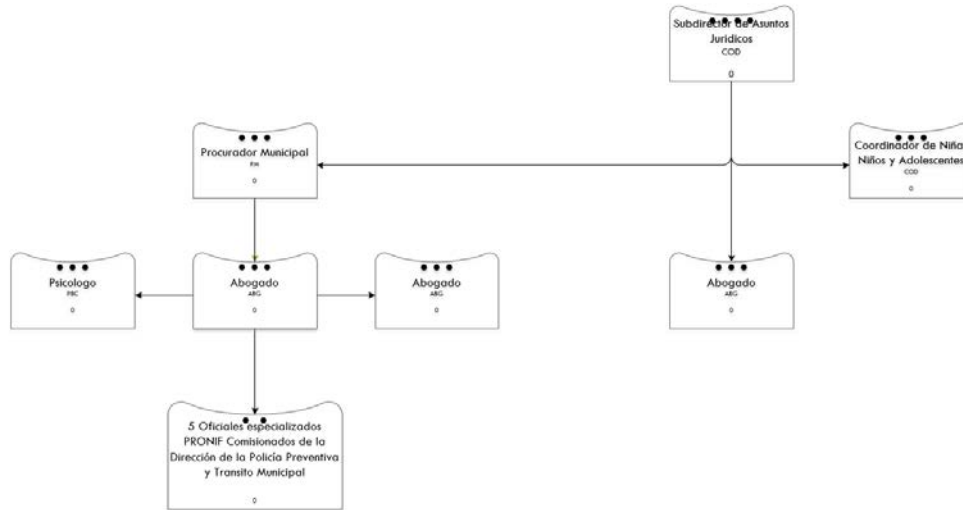 Subdirector de Asuntos
Juridicos
COD
0
Procurador Municipal
0
Coordinador de Niña
Niños y Adolescentes
COD
0
Psicologo
0
Abogado
ABG
0
Abogado
ABG
0
Abogado
ABG
0
5 Oficiales especializados
PRONIF Comisionados de la
Dirección de la Policía Preventiva
y Transito Municipal
0